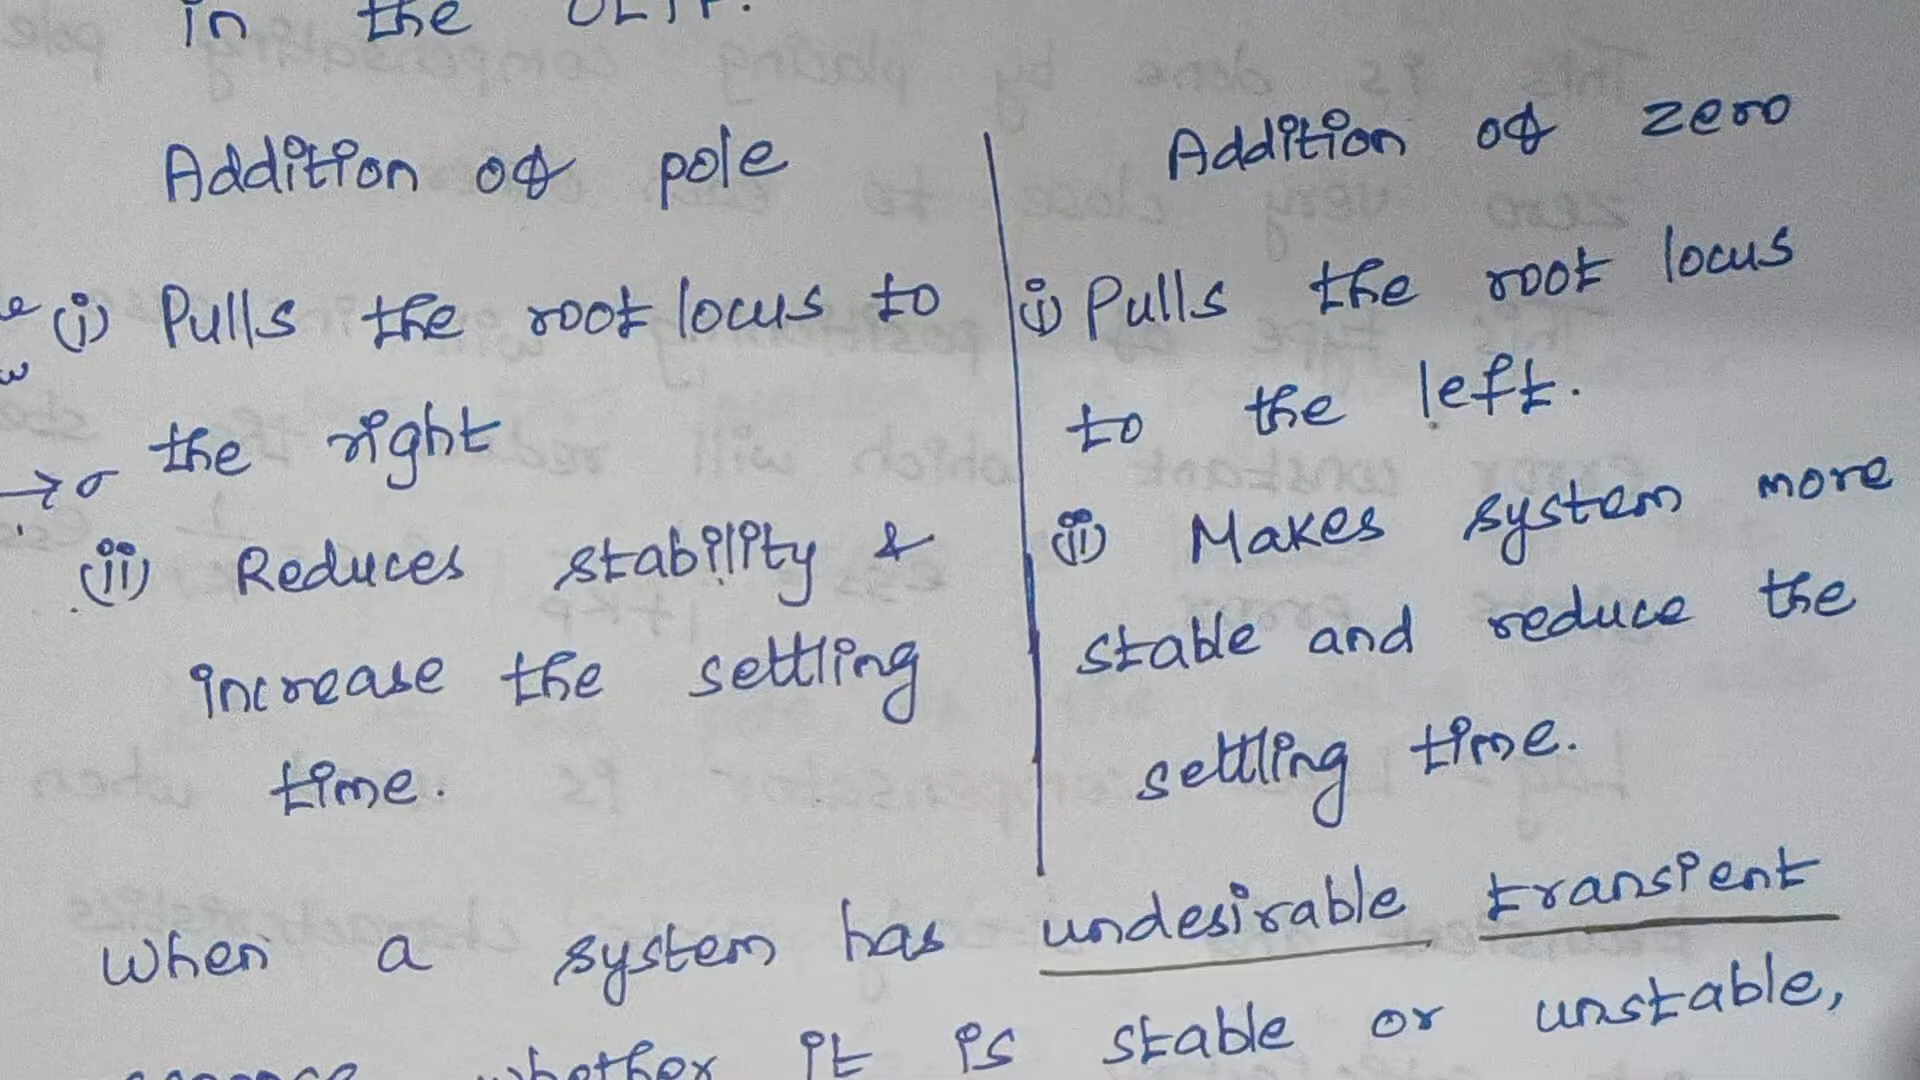 in the OLTF.
Addition of pole
(i) Pulls the root locus to
the right
→σ
(ii) Reduces stability &
increase the settling
time.
Addition of zero
(i) Pulls the root locus
to the left.
(ii) Makes system more
stable and reduce the
settling time.
When a system has undesirable transient
whether it is stable or unstable,